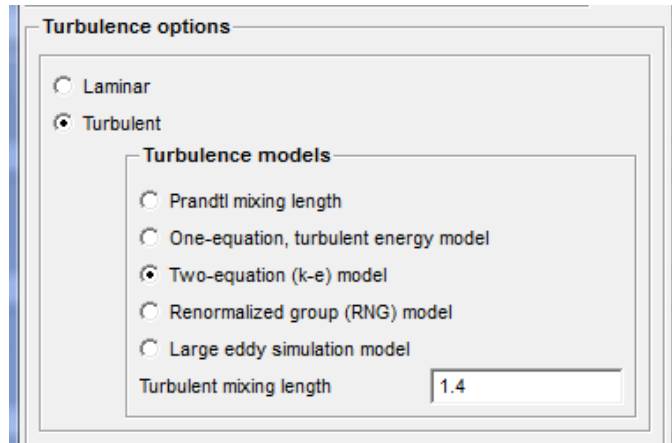 Turbulence options
Laminar
Turbulent
Turbulence models
Prandtl mixing length
One-equation, turbulent energy model
Two-equation (k-e) model
Renormalized group (RNG) model
Large eddy simulation model
Turbulent mixing length 1.4